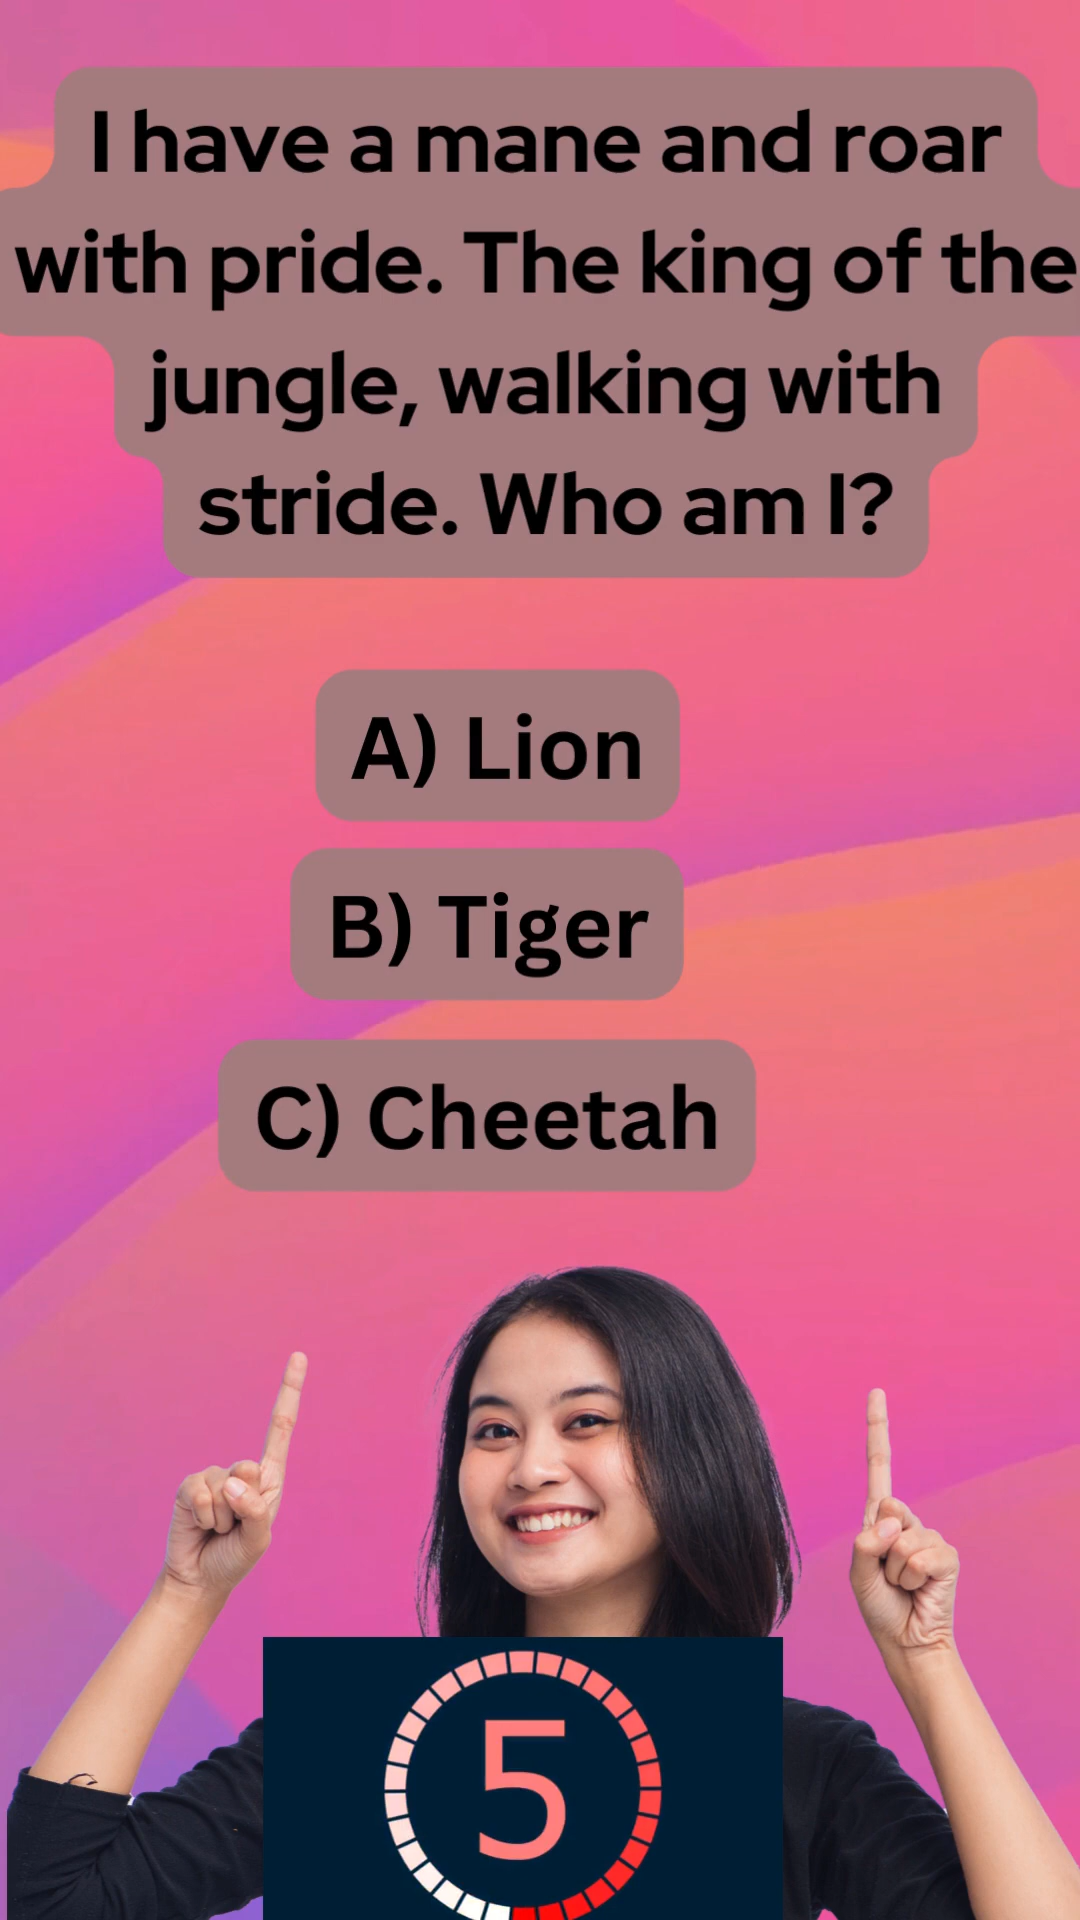 I have a mane and roar
with pride. The king of the
jungle, walking with
stride. Who am I?
A) Lion
B) Tiger
C) Cheetah
5